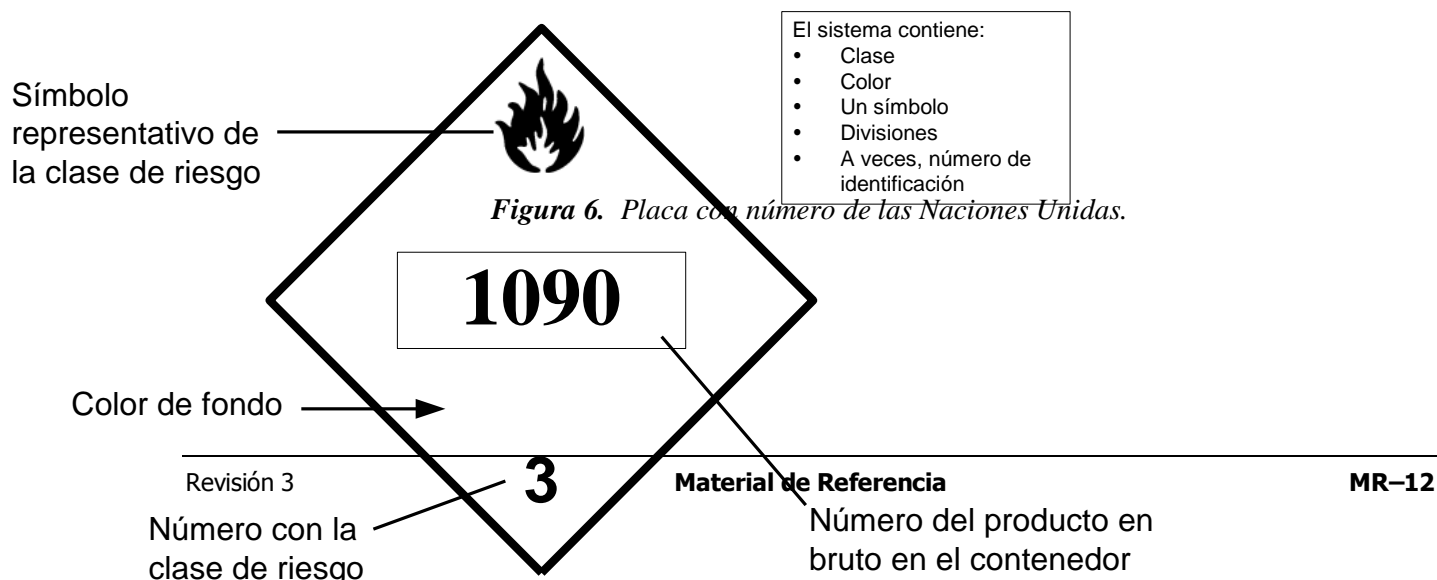 El sistema contiene:
• Clase
• Color
• Un símbolo
• Divisiones
• A veces, número de
identificación
Símbolo
representativo de
la clase de riesgo
Figura 6. Placa con número de las Naciones Unidas.
1090
Color de fondo
3
Revisión 3 Material de Referencia MR–12
Número con la
clase de riesgo
Número del producto en
bruto en el contenedor